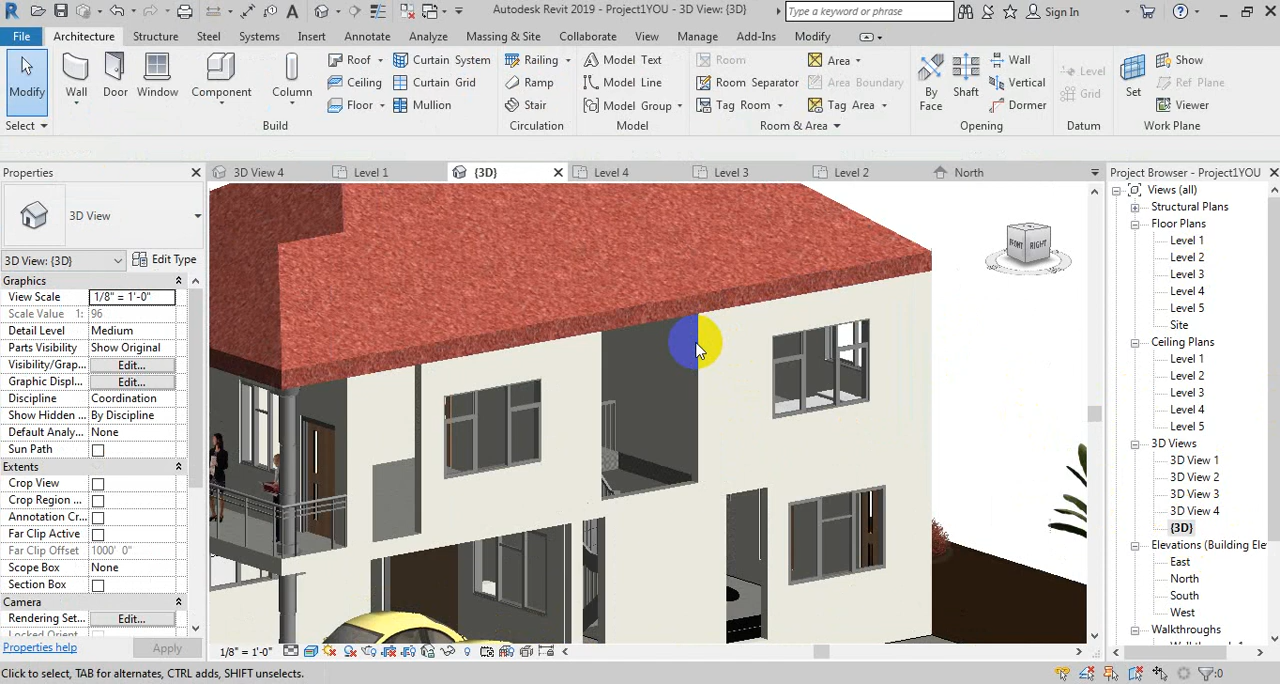 Autodesk Revit 2019 - Project1YOU - 3D View: {3D}
Type a keyword or phrase
Sign In
File
Architecture
Structure
Steel
Systems
Insert
Annotate
Analyze
Massing & Site
Collaborate
View
Manage
Add-Ins
Modify
Modify
Wall
Door
Window
Component
Column
Roof
Ceiling
Floor
Curtain System
Curtain Grid
Mullion
Railing
Ramp
Stair
Model Text
Model Line
Model Group
Room
Room Separator
Tag Room
Area
Area Boundary
Tag Area
By Face
Shaft
Wall
Vertical
Dormer
Level
Grid
Set
Show
Ref Plane
Viewer
Select
Build
Circulation
Model
Room & Area
Opening
Datum
Work Plane
Properties
3D View 4
Level 1
{3D}
Level 4
Level 3
Level 2
North
Project Browser - Project1YOU
3D View
3D View: {3D}
Edit Type
Graphics
View Scale 1/8" = 1'-0"
Scale Value 1: 96
Detail Level Medium
Parts Visibility Show Original
Visibility/Grap... Edit...
Graphic Displ... Edit...
Discipline Coordination
Show Hidden ... By Discipline
Default Analy... None
Sun Path
Extents
Crop View
Crop Region ...
Annotation Cr...
Far Clip Active
Far Clip Offset 1000' 0"
Scope Box None
Section Box
Camera
Rendering Set... Edit...
Locked Orient
Properties help
Apply
FRONT
RIGHT
Views (all)
Structural Plans
Floor Plans
Level 1
Level 2
Level 3
Level 4
Level 5
Site
Ceiling Plans
Level 1
Level 2
Level 3
Level 4
Level 5
3D Views
3D View 1
3D View 2
3D View 3
3D View 4
{3D}
Elevations (Building Ele
East
North
South
West
Walkthroughs
1/8" = 1'-0"
Click to select, TAB for alternates, CTRL adds, SHIFT unselects.
:0